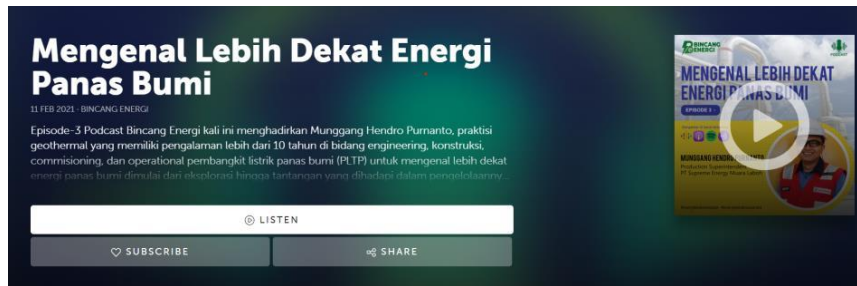 Mengenal Lebih Dekat Energi
Panas Bumi
11 FEB 2021 · BINCANG ENERGI
Episode-3 Podcast Bincang Energi kali ini menghadirkan Munggang Hendro Purnanto, praktisi
geothermal yang memiliki pengalaman lebih dari 10 tahun di bidang engineering, konstruksi,
commisioning, dan operational pembangkit listrik panas bumi (PLTP) untuk mengenal lebih dekat
energi panas bumi dimulai dari eksplorasi hingga tantangan yang dihadapi dalam pengelolaanny...
LISTEN
SUBSCRIBE
SHARE
BINCANG
ENERGI
PODCAST
MENGENAL LEBIH DEKAT
ENERGI PANAS BUMI
EPISODE 3
MUNGGANG HENDRO PURNANTO
Production Superintendent
PT Supreme Energy Muara Laboh